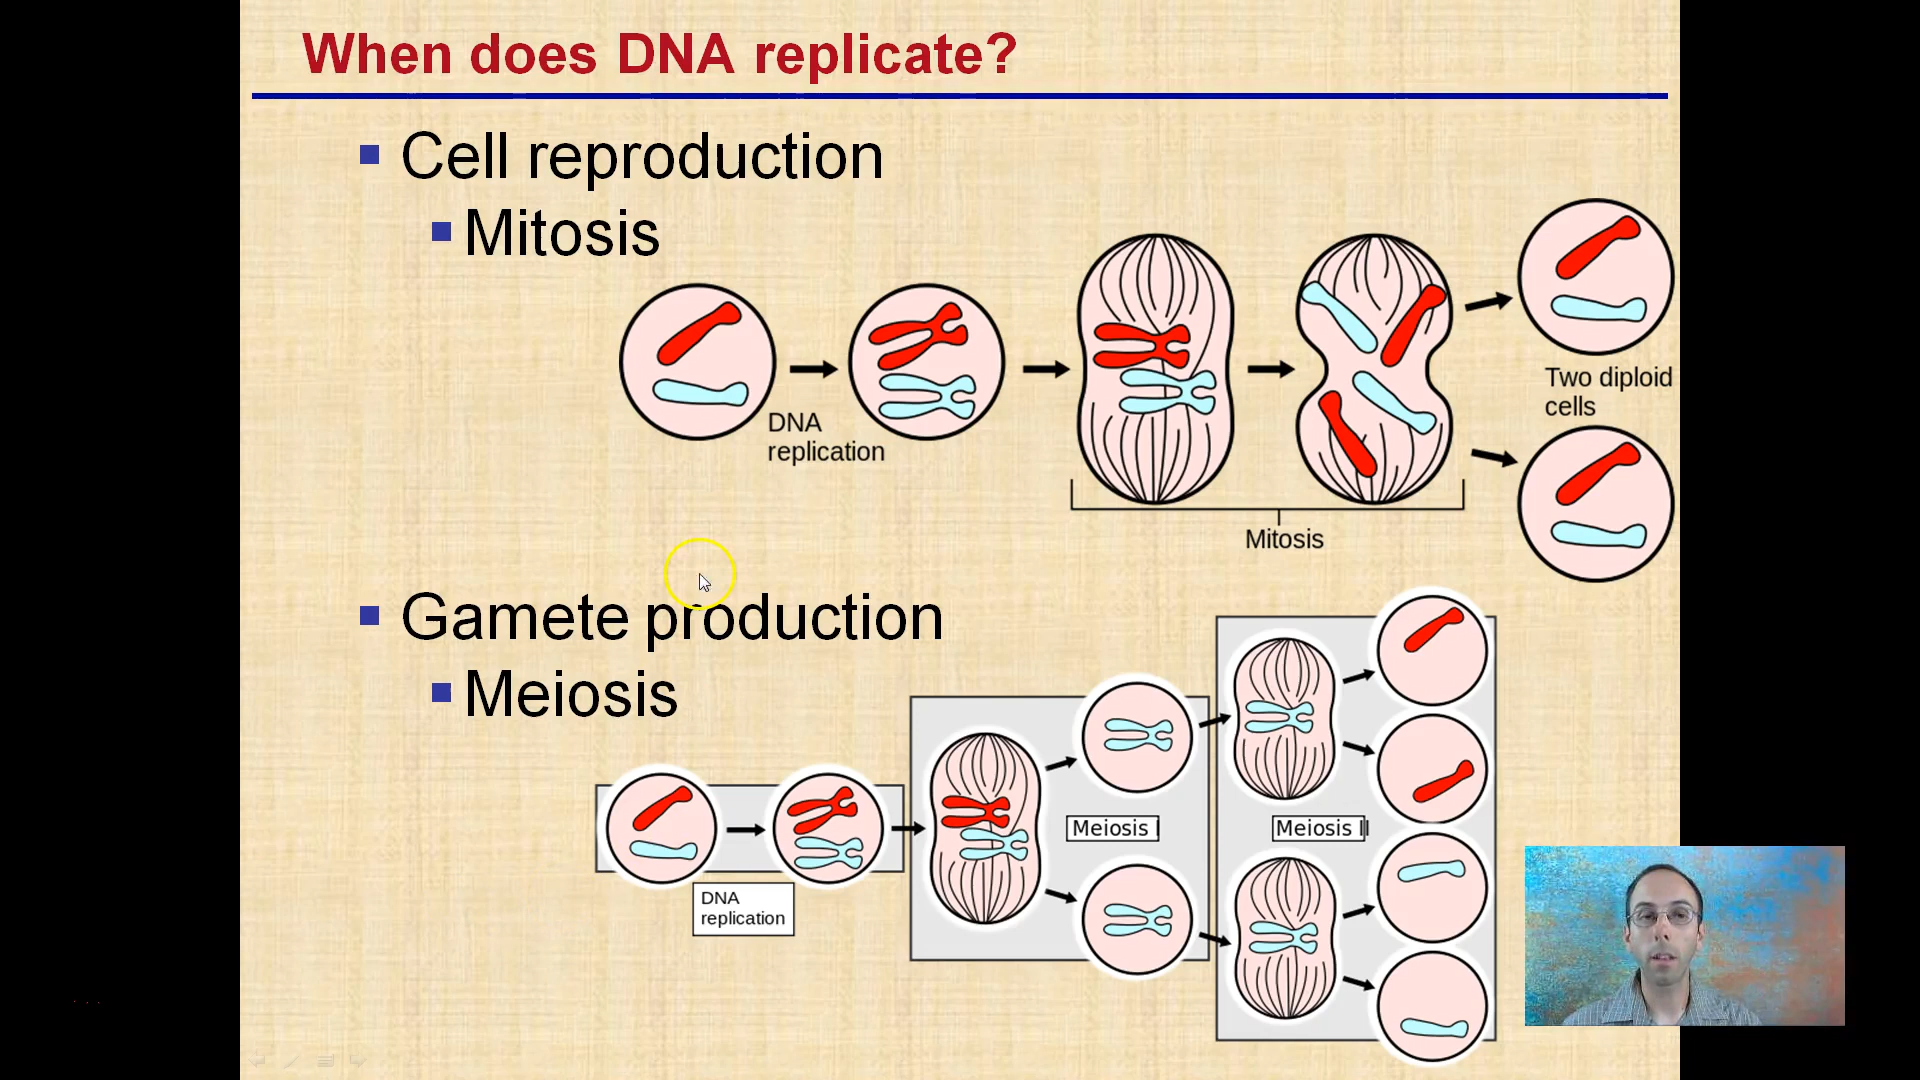 When does DNA replicate?
Cell reproduction
Mitosis
DNA
replication
Two diploid
cells
Mitosis
Gamete production
Meiosis
DNA
replication
Meiosis I
Meiosis II